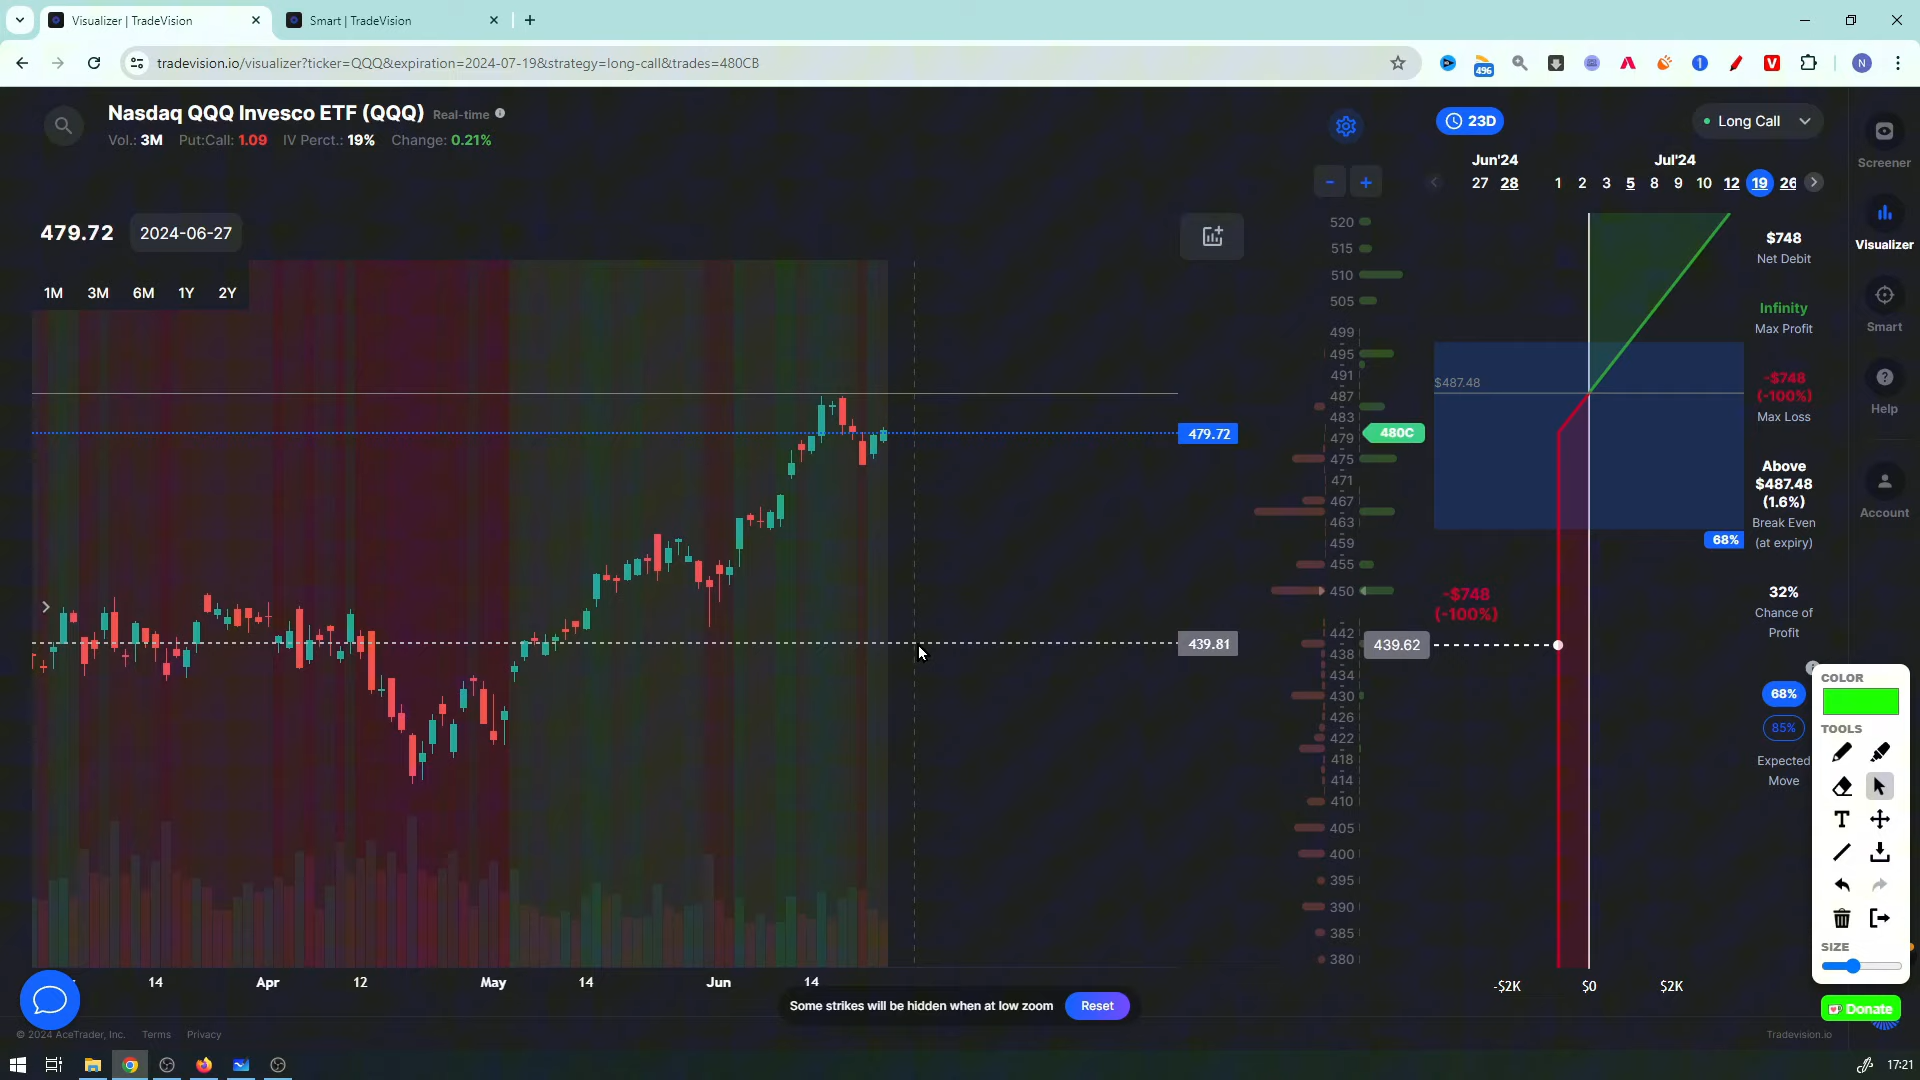 Visualizer | TradeVision
Smart | TradeVision
tradevision.io/visualizer?ticker=QQQ&expiration=2024-07-19&strategy=long-call&trades=480CB
496
N
Nasdaq QQQ Invesco ETF (QQQ) Real-time
Vol.: 3M Put:Call: 1.09 IV Perct.: 19% Change: 0.21%
23D
Long Call
Jun'24 Jul'24
27 28 1 2 3 5 8 9 10 12 19 26
- +
479.72 2024-06-27
1M 3M 6M 1Y 2Y
479.72
439.81
520
515
510
505
499
495
491
487
483
479
475
471
467
463
459
455
450
442
438
434
430
426
422
418
414
410
405
400
395
390
385
380
480C
439.62
$487.48
68%
-$748
(-100%)
-$2K $0 $2K
$748
Net Debit
Infinity
Max Profit
-$748
(-100%)
Max Loss
Above
$487.48
(1.6%)
Break Even
(at expiry)
32%
Chance of
Profit
68%
85%
Expected
Move
Screener
Visualizer
Smart
Help
Account
COLOR
TOOLS
T
SIZE
Donate
14 Apr 12 May 14 Jun 14
Some strikes will be hidden when at low zoom Reset
© 2024 AceTrader, Inc. Terms Privacy
Tradevision.io
17:21